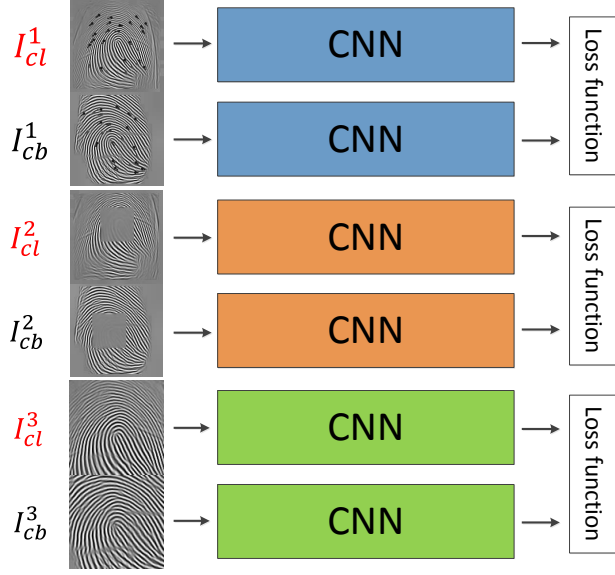 I_{cl}^{1} CNN
I_{cb}^{1} CNN
Loss function
I_{cl}^{2} CNN
I_{cb}^{2} CNN
Loss function
I_{cl}^{3} CNN
I_{cb}^{3} CNN
Loss function